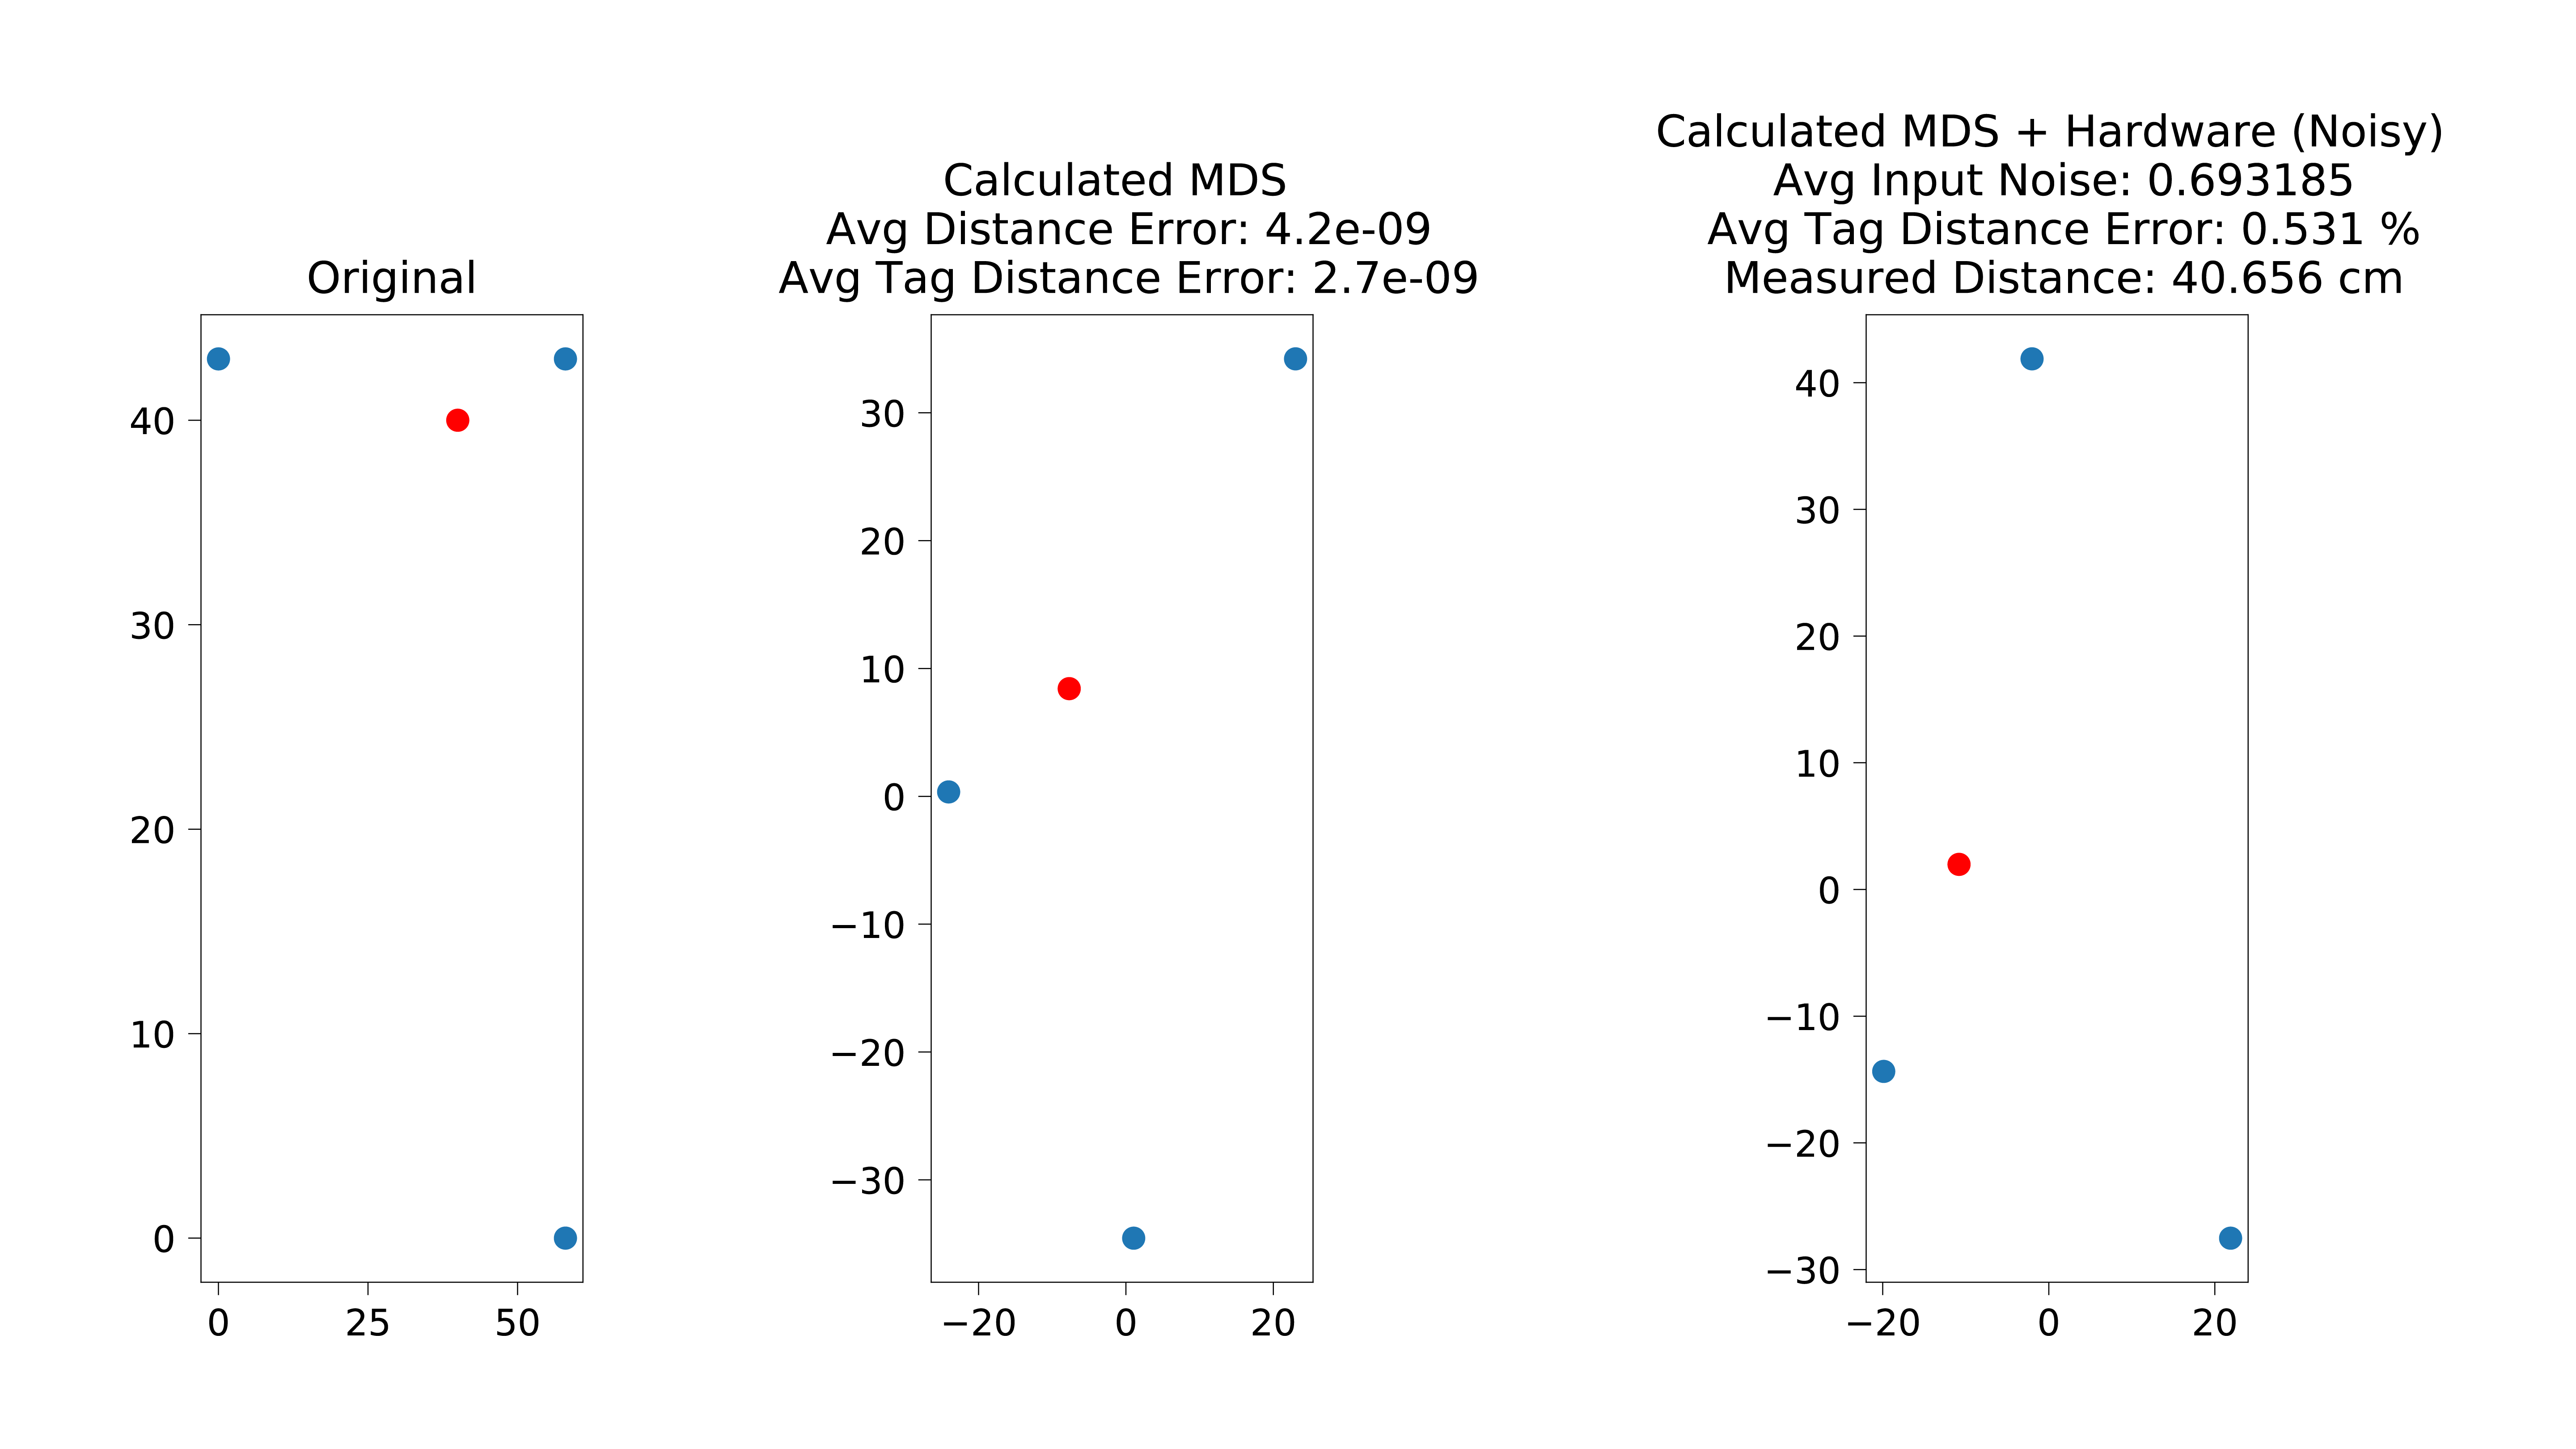 Original
40
30
20
10
0
0 25 50
Calculated MDS
Avg Distance Error: 4.2e-09
Avg Tag Distance Error: 2.7e-09
30
20
10
0
−10
−20
−30
−20 0 20
Calculated MDS + Hardware (Noisy)
Avg Input Noise: 0.693185
Avg Tag Distance Error: 0.531 %
Measured Distance: 40.656 cm
40
30
20
10
0
−10
−20
−30
−20 0 20